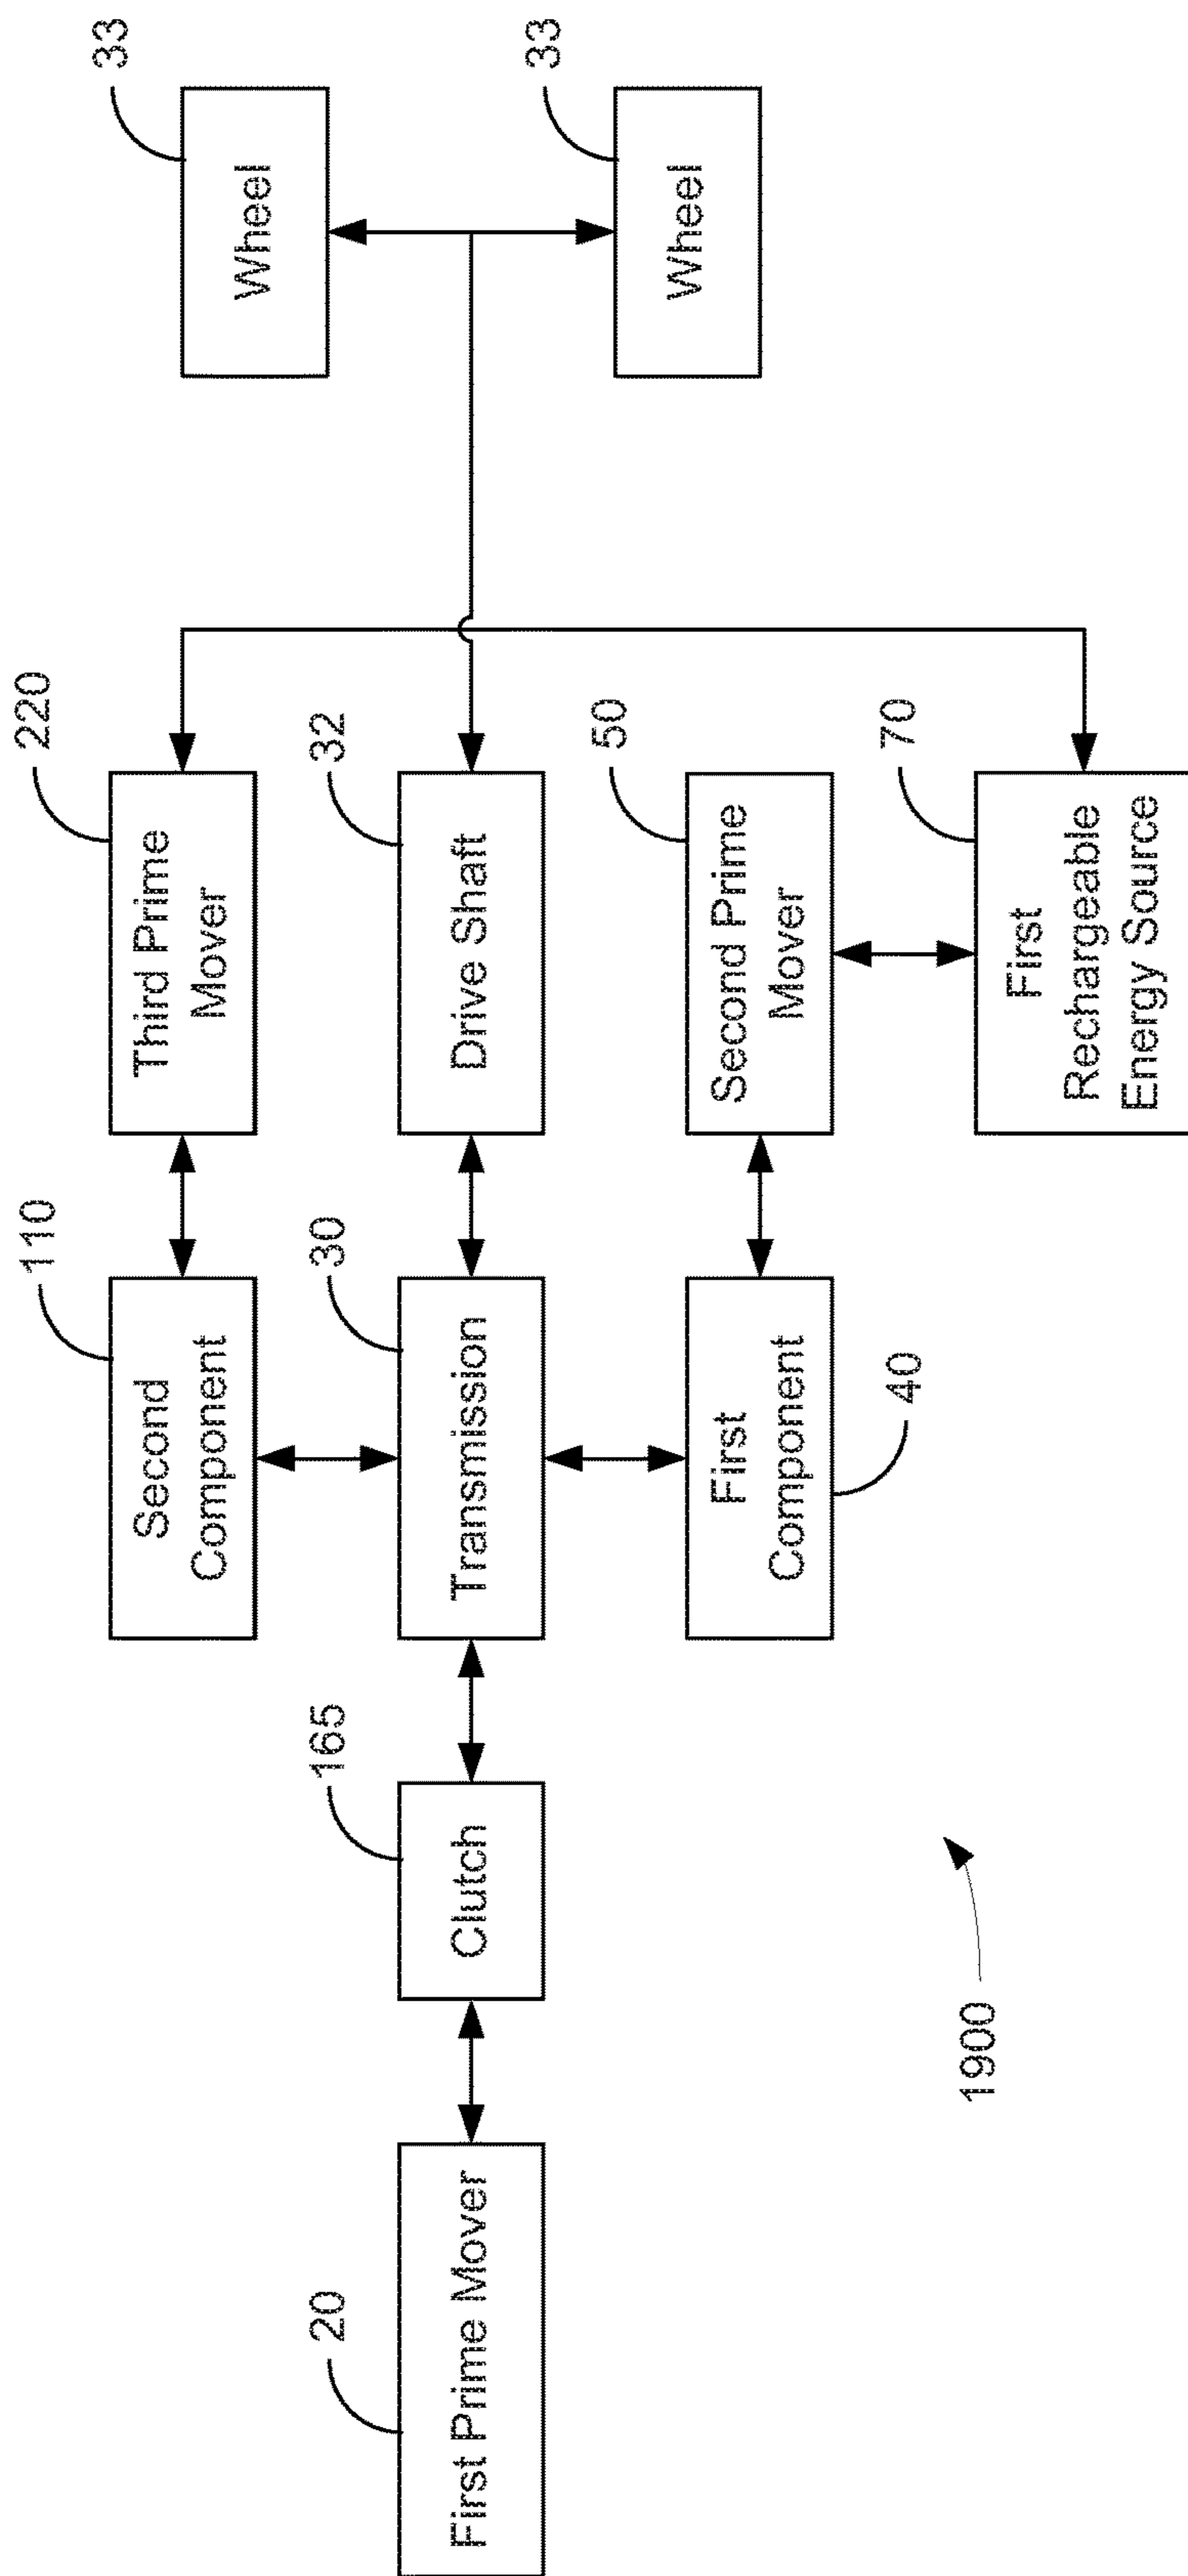 33
Wheel
33
Wheel
220
Third Prime
Mover
32
Drive Shaft
50
Second Prime
Mover
70
First
Rechargeable
Energy Source
110
Second
Component
30
Transmission
First
Component
40
165
Clutch
20
First Prime Mover
1900